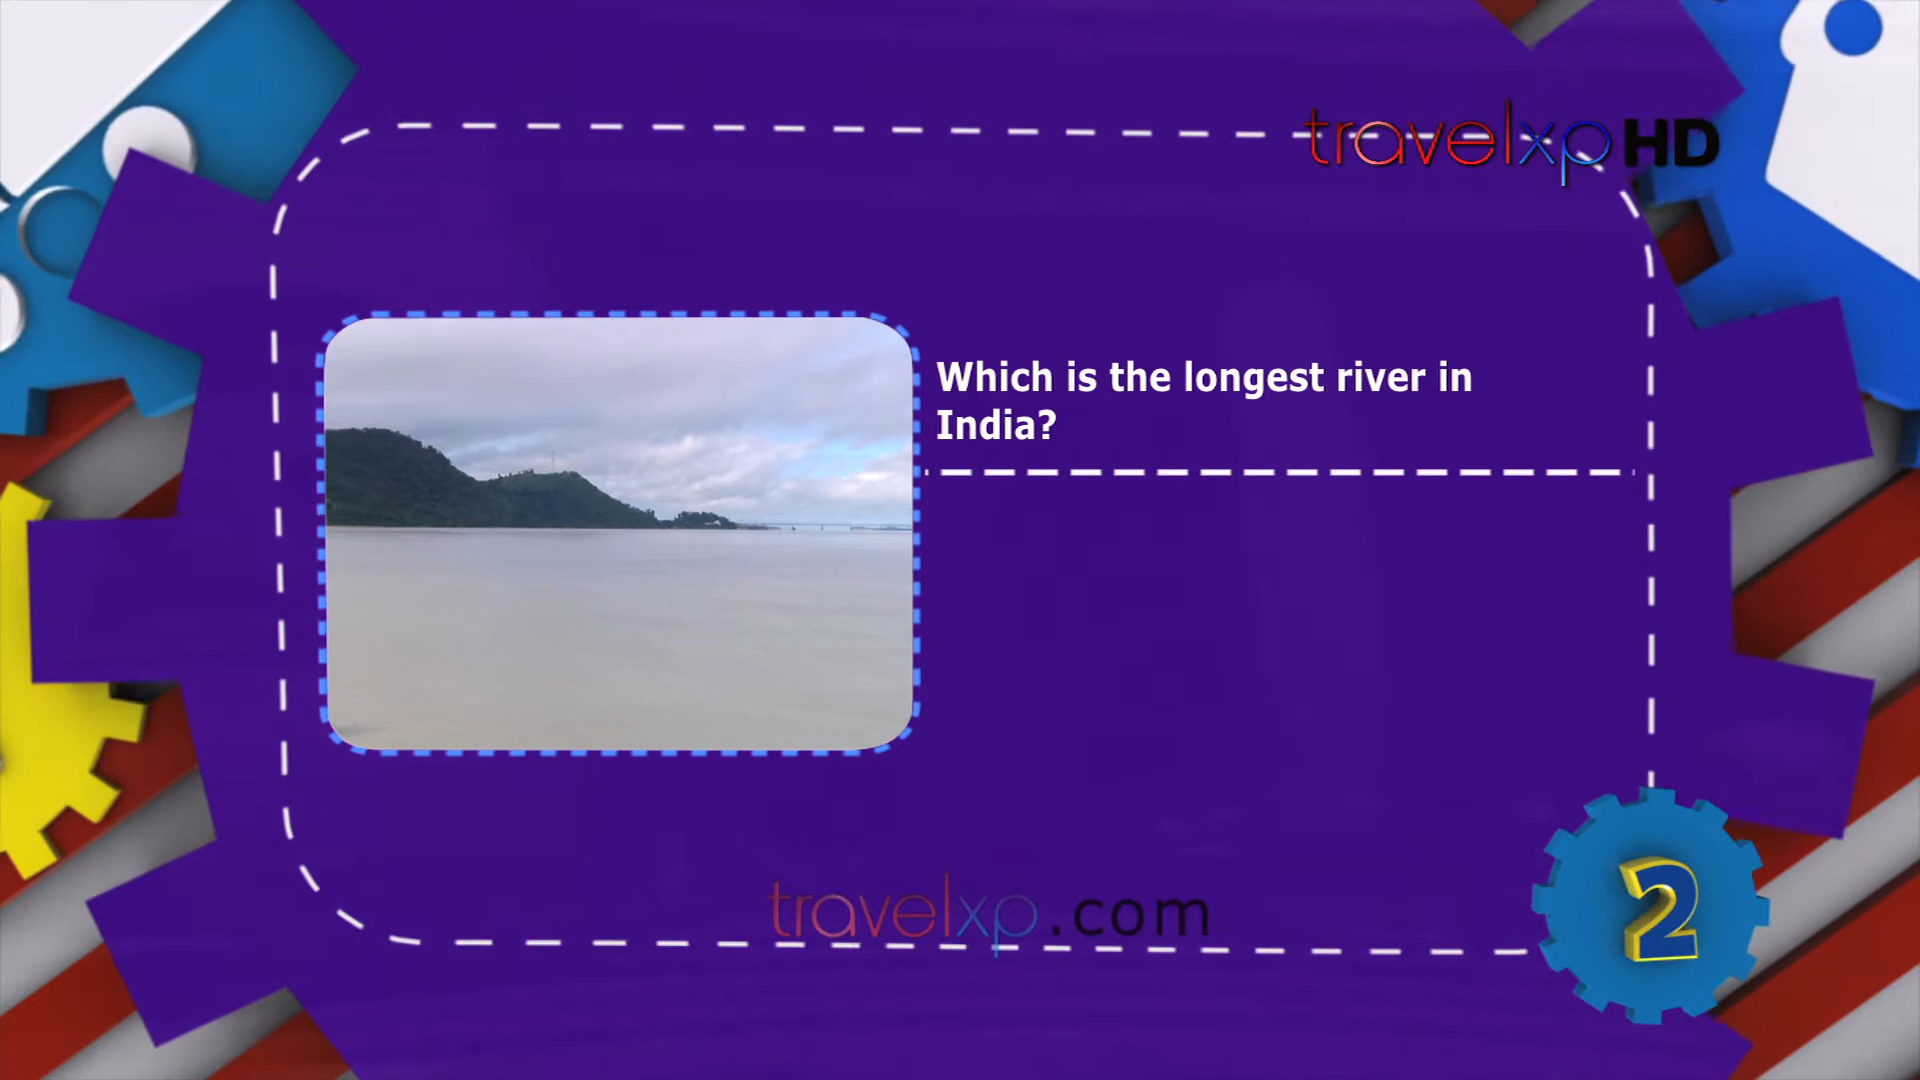 travelxp HD
Which is the longest river in
India?
travelxp.com
2